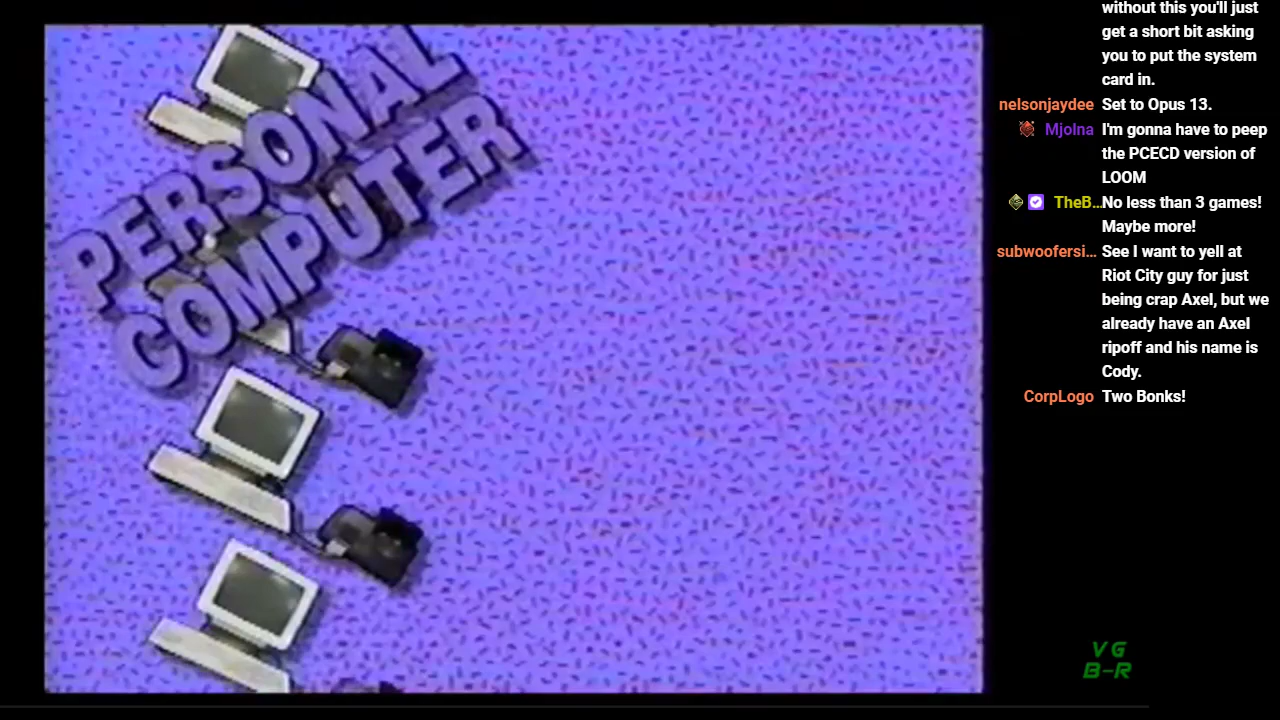 PERSONAL
COMPUTER
without this you'll just
get a short bit asking
you to put the system
card in.
nelsonjaydee Set to Opus 13.
Mjolna I'm gonna have to peep
the PCECD version of
LOOM
TheB... No less than 3 games!
Maybe more!
subwoofersi... See I want to yell at
Riot City guy for just
being crap Axel, but we
already have an Axel
ripoff and his name is
Cody.
CorpLogo Two Bonks!
VG
B-R